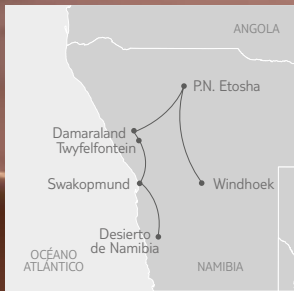 ANGOLA
P.N. Etosha
Damaraland
Twyfelfontein
Swakopmund
Windhoek
Desierto
de Namibia
OCÉANO
ATLÁNTICO
NAMIBIA